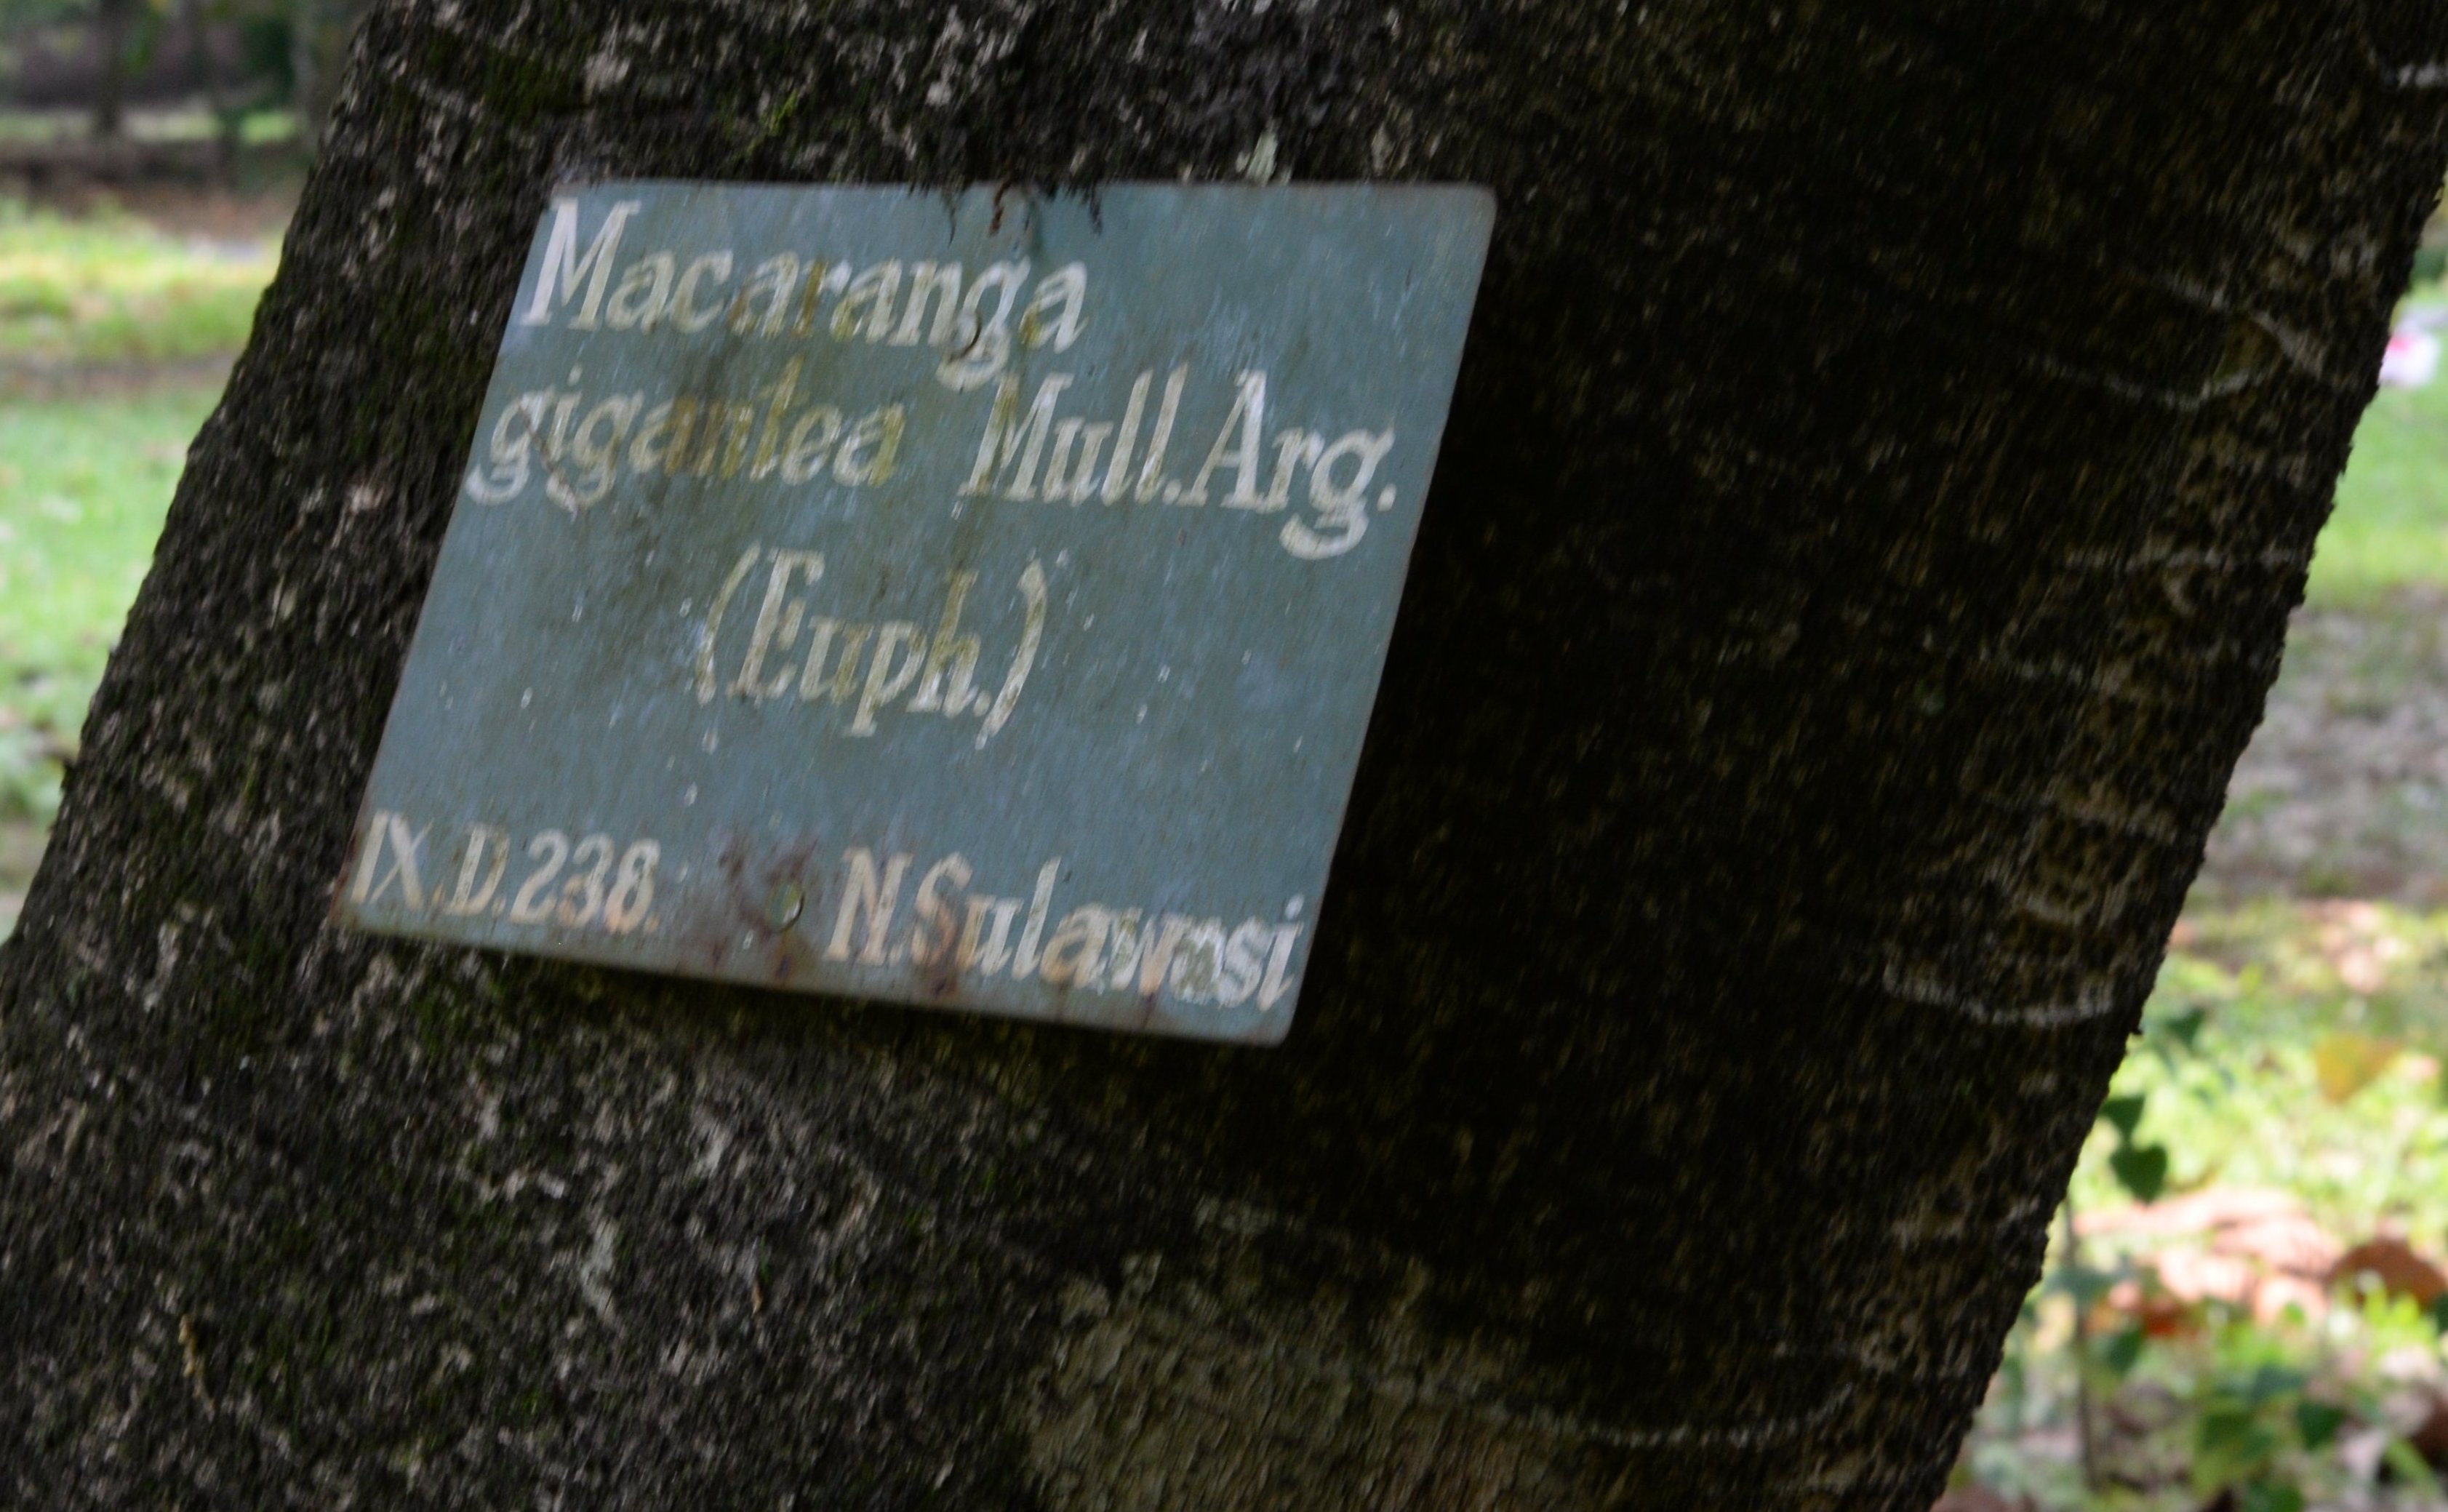 Macaranga
gigantea Mull.Arg.
(Euph.)
IX.D.238. N.Sulawesi